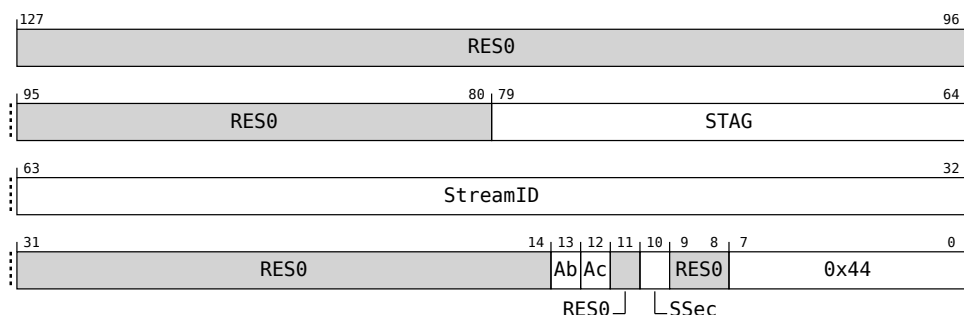 127 96
RES0
95 80 79 64
RES0 STAG
63 32
StreamID
31 14 13 12 11 10 9 8 7 0
RES0 Ab Ac RES0 0x44
RES0 SSec